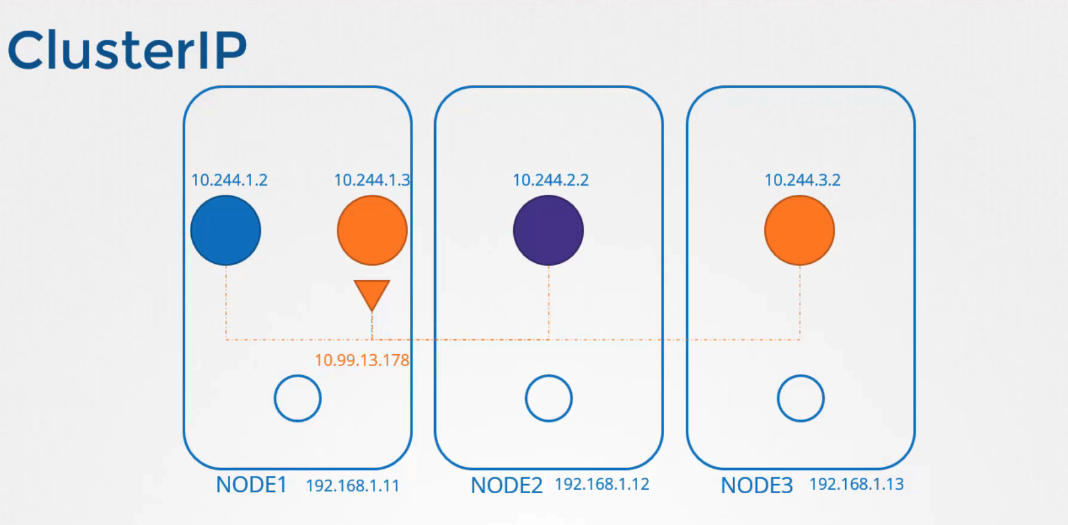 ClusterIP
10.244.1.2
10.244.1.3
10.244.2.2
10.244.3.2
10.99.13.178
NODE1 192.168.1.11
NODE2 192.168.1.12
NODE3 192.168.1.13